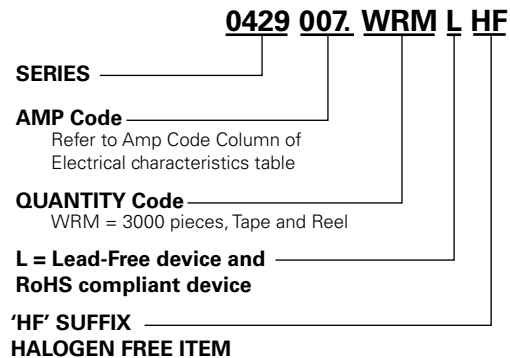 0429 007. WRM L HF
SERIES
AMP Code
Refer to Amp Code Column of
Electrical characteristics table
QUANTITY Code
WRM = 3000 pieces, Tape and Reel
L = Lead-Free device and
RoHS compliant device
'HF' SUFFIX
HALOGEN FREE ITEM